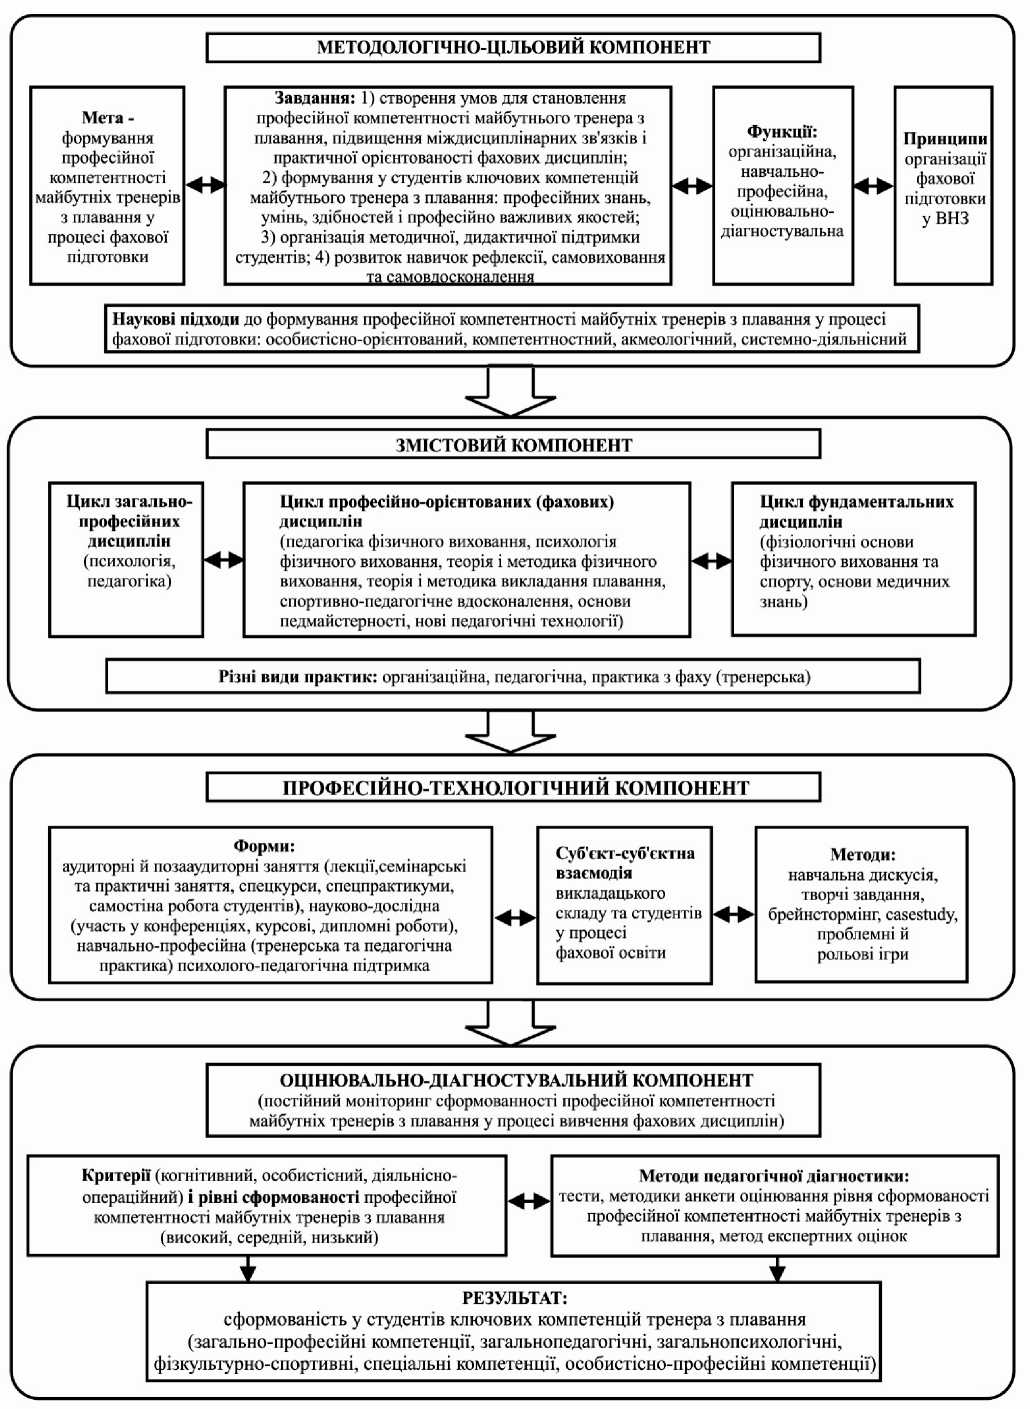 МЕТОДОЛОГІЧНО-ЦІЛЬОВИЙ КОМПОНЕНТ
Мета -
формування
професійної
компетентності
майбутніх тренерів
з плавання у
процесі фахової
підготовки
Завдання: 1) створення умов для становлення
професійної компетентності майбутнього тренера з
плавання, підвищення міждисциплінарних зв'язків і
практичної орієнтованості фахових дисциплін;
2) формування у студентів ключових компетенцій
майбутнього тренера з плавання: професійних знань,
умінь, здібностей і професійно важливих якостей;
3) організація методичної, дидактичної підтримки
студентів; 4) розвиток навичок рефлексії, самовиховання
та самовдосконалення
Функції:
організаційна,
навчально-
професійна,
оцінювально-
діагностувальна
Принципи
організації
фахової
підготовки
у ВНЗ
Наукові підходи до формування професійної компетентності майбутніх тренерів з плавання у процесі
фахової підготовки: особистісно-орієнтований, компетентностний, акмеологічний, системно-діяльнісний
ЗМІСТОВИЙ КОМПОНЕНТ
Цикл загально-
професійних
дисциплін
(психологія,
педагогіка)
Цикл професійно-орієнтованих (фахових)
дисциплін
(педагогіка фізичного виховання, психологія
фізичного виховання, теорія і методика фізичного
виховання, теорія і методика викладання плавання,
спортивно-педагогічне вдосконалення, основи
педмайстерності, нові педагогічні технології)
Цикл фундаментальних
дисциплін
(фізіологічні основи
фізичного виховання та
спорту, основи медичних
знань)
Різні види практик: організаційна, педагогічна, практика з фаху (тренерська)
ПРОФЕСІЙНО-ТЕХНОЛОГІЧНИЙ КОМПОНЕНТ
Форми:
аудиторні й позааудиторні заняття (лекції,семінарські
та практичні заняття, спецкурси, спецпрактикуми,
самостіна робота студентів), науково-дослідна
(участь у конференціях, курсові, дипломні роботи),
навчально-професійна (тренерська та педагогічна
практика) психолого-педагогічна підтримка
Суб'єкт-суб'єктна
взаємодія
викладацького
складу та студентів
у процесі
фахової освіти
Методи:
навчальна дискусія,
творчі завдання,
брейнстормінг, casestudy,
проблемні й
рольові ігри
ОЦІНЮВАЛЬНО-ДІАГНОСТУВАЛЬНИЙ КОМПОНЕНТ
(постійний моніторинг сформованності професійної компетентності
майбутніх тренерів з плавання у процесі вивчення фахових дисциплін)
Критерії (когнітивний, особистісний, діяльнісно-
операційний) і рівні сформованості професійної
компетентності майбутніх тренерів з плавання
(високий, середній, низький)
Методи педагогічної діагностики:
тести, методики анкети оцінювання рівня сформованості
професійної компетентності майбутніх тренерів з
плавання, метод експертних оцінок
РЕЗУЛЬТАТ:
сформованість у студентів ключових компетенцій тренера з плавання
(загально-професійні компетенції, загальнопедагогічні, загальнопсихологічні,
фізкультурно-спортивні, спеціальні компетенції, особистісно-професійні компетенції)